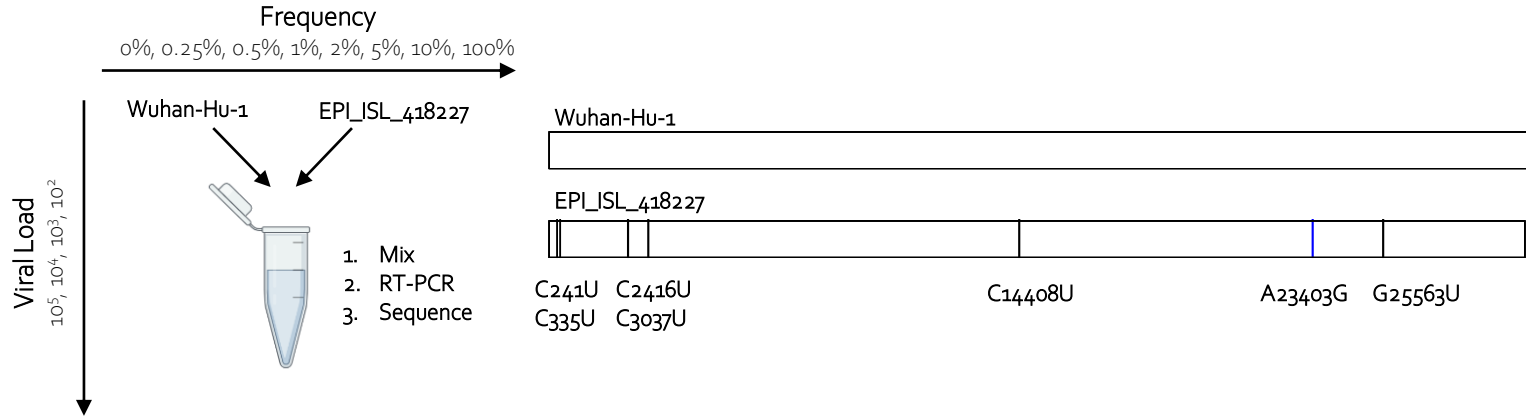 Frequency
0%, 0.25%, 0.5%, 1%, 2%, 5%, 10%, 100%
Wuhan-Hu-1
EPI_ISL_418227
Viral Load
10⁵, 10⁴, 10³, 10²
1. Mix
2. RT-PCR
3. Sequence
Wuhan-Hu-1
EPI_ISL_418227
C241U C2416U C14408U A23403G G25563U
C335U C3037U